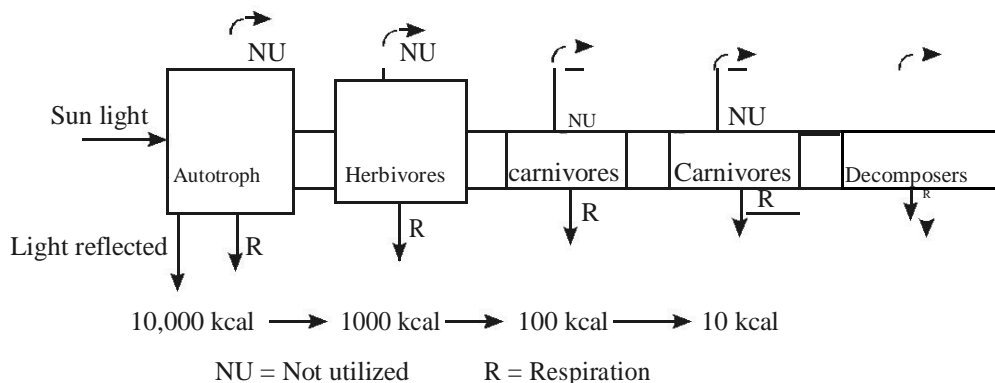 NU NU
Sun light
NU NU
Autotroph Herbivores carnivores Carnivores Decomposers
R R
Light reflected R R R
10,000 kcal 1000 kcal 100 kcal 10 kcal
NU = Not utilized R = Respiration